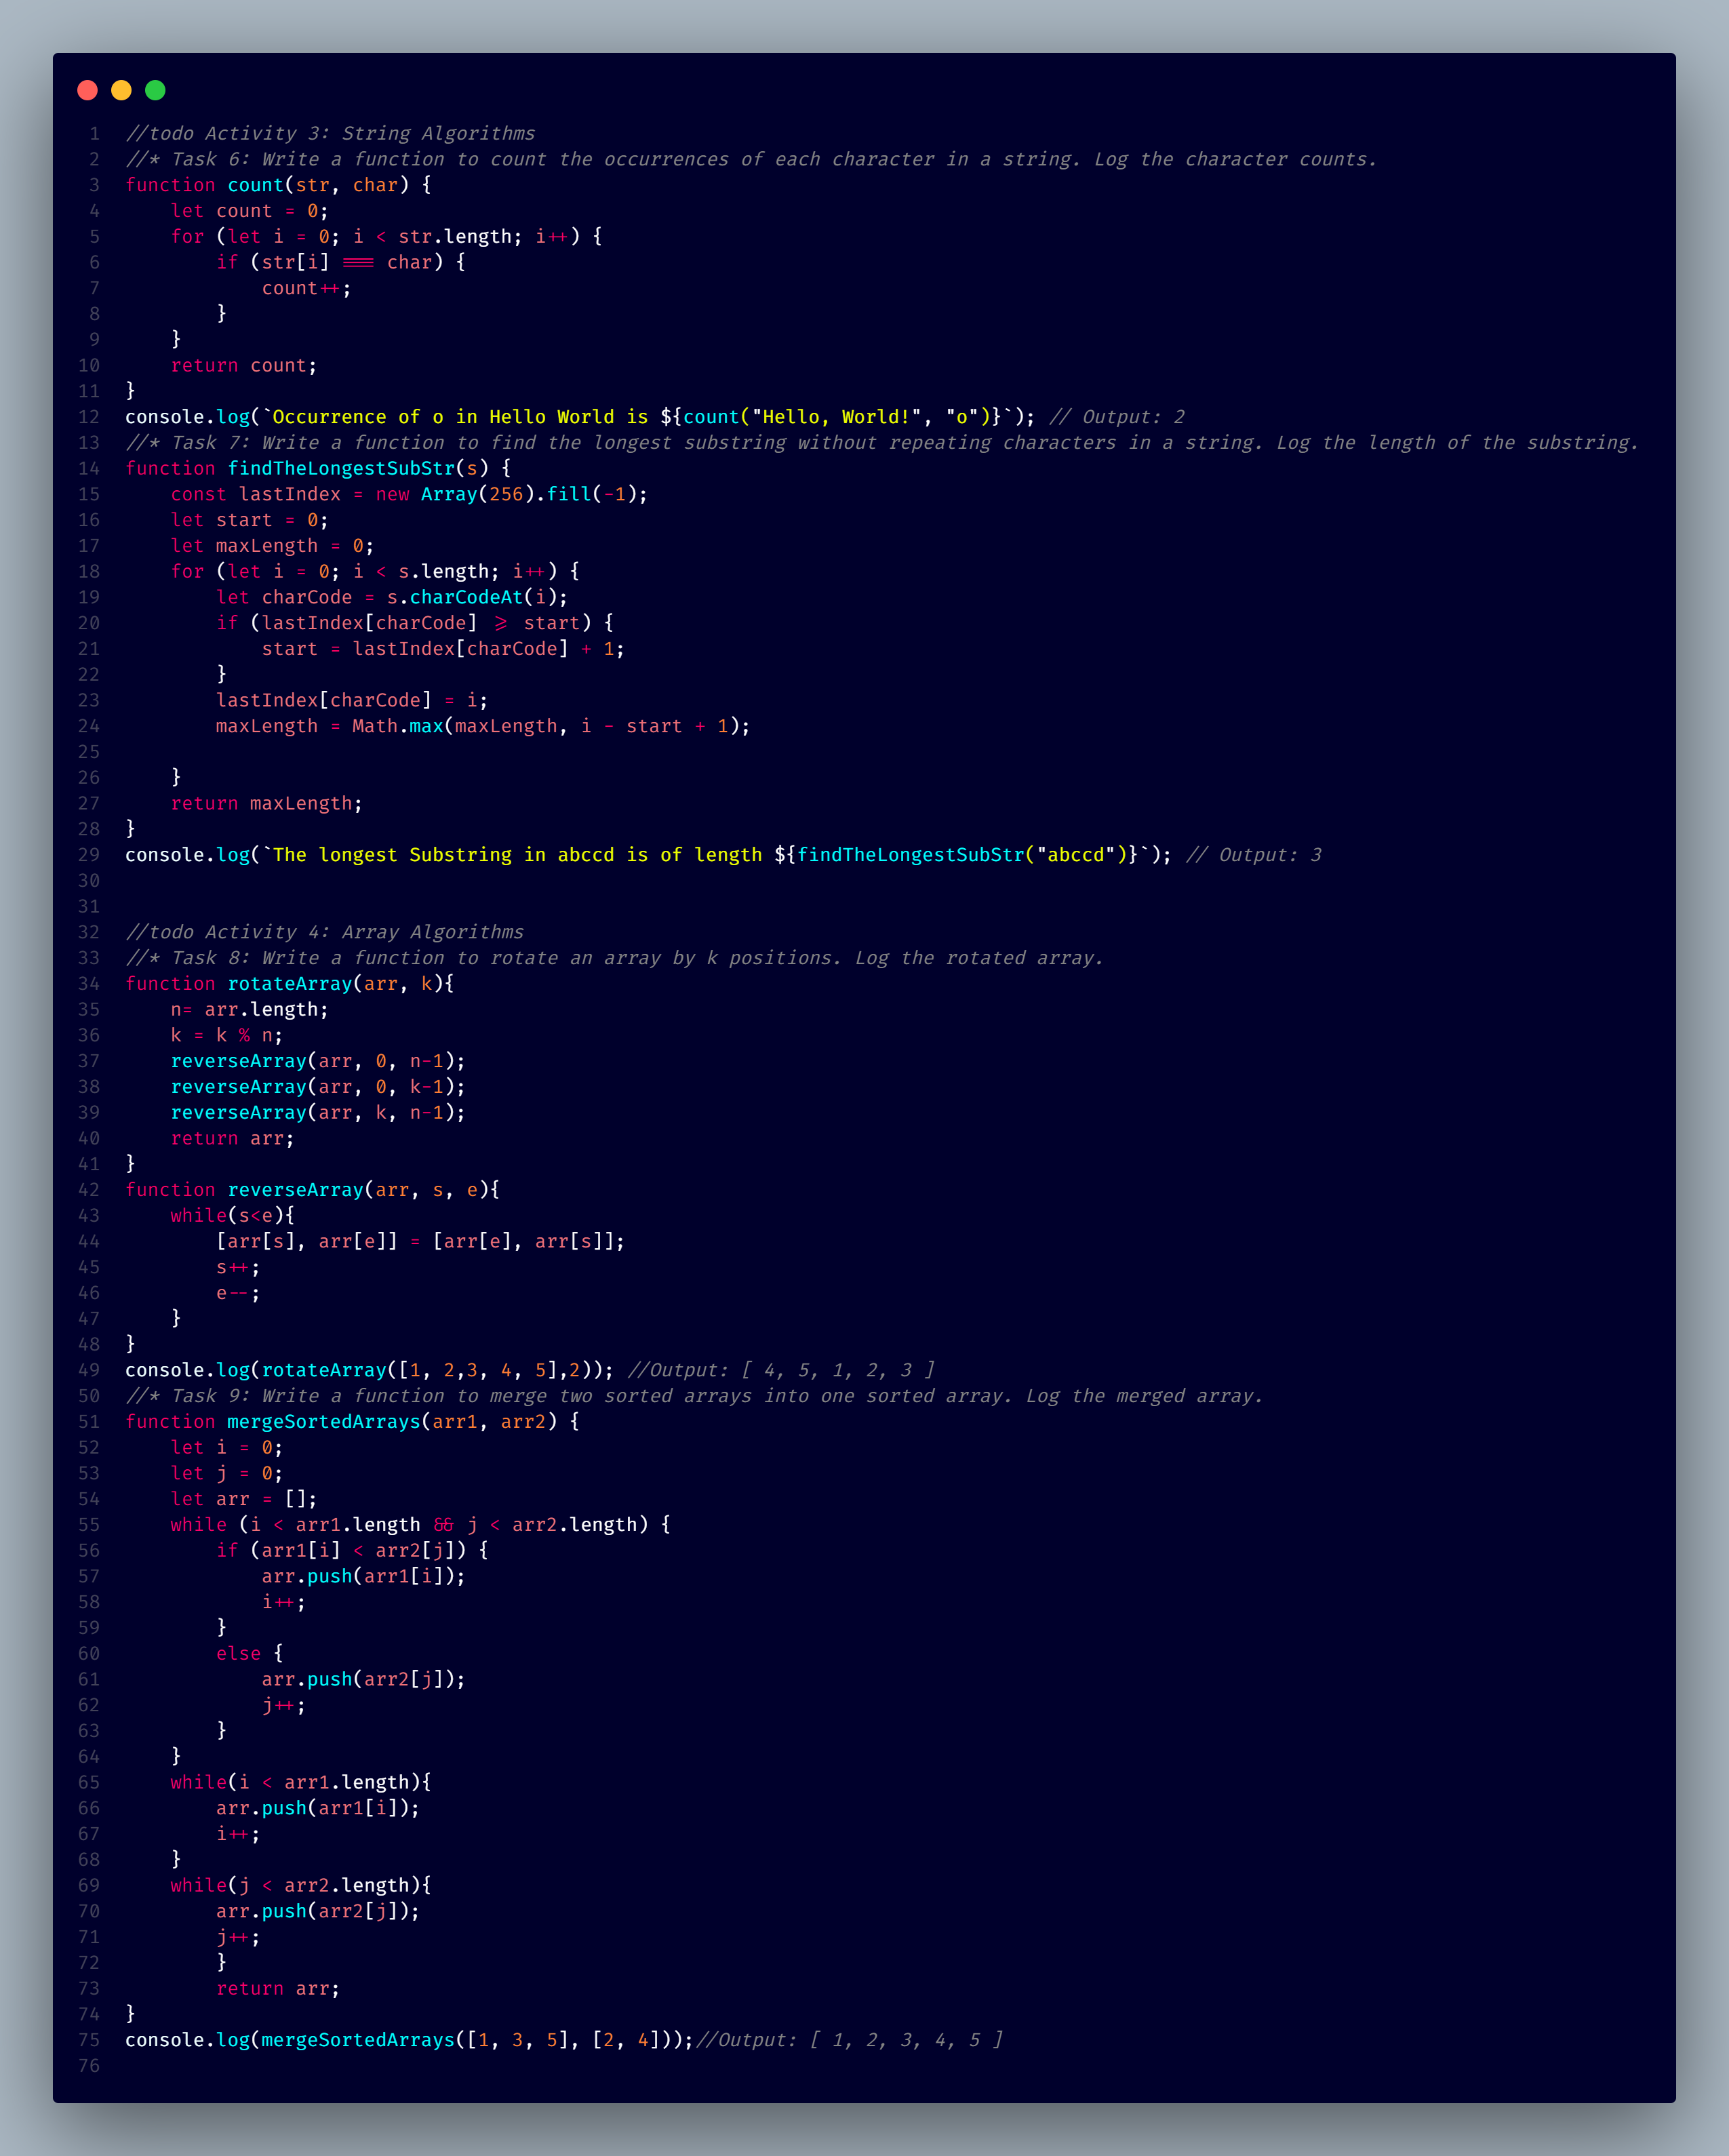 1 //todo Activity 3: String Algorithms
2 //* Task 6: Write a function to count the occurrences of each character in a string. Log the character counts.
3 function count(str, char) {
4     let count = 0;
5     for (let i = 0; i < str.length; i++) {
6         if (str[i] === char) {
7             count++;
8         }
9     }
10     return count;
11 }
12 console.log(`Occurrence of o in Hello World is ${count("Hello, World!", "o")}`); // Output: 2
13 //* Task 7: Write a function to find the longest substring without repeating characters in a string. Log the length of the substring.
14 function findTheLongestSubStr(s) {
15     const lastIndex = new Array(256).fill(-1);
16     let start = 0;
17     let maxLength = 0;
18     for (let i = 0; i < s.length; i++) {
19         let charCode = s.charCodeAt(i);
20         if (lastIndex[charCode] >= start) {
21             start = lastIndex[charCode] + 1;
22         }
23         lastIndex[charCode] = i;
24         maxLength = Math.max(maxLength, i - start + 1);
25
26     }
27     return maxLength;
28 }
29 console.log(`The longest Substring in abccd is of length ${findTheLongestSubStr("abccd")}`); // Output: 3
30
31
32 //todo Activity 4: Array Algorithms
33 //* Task 8: Write a function to rotate an array by k positions. Log the rotated array.
34 function rotateArray(arr, k){
35     n= arr.length;
36     k = k % n;
37     reverseArray(arr, 0, n-1);
38     reverseArray(arr, 0, k-1);
39     reverseArray(arr, k, n-1);
40     return arr;
41 }
42 function reverseArray(arr, s, e){
43     while(s<e){
44         [arr[s], arr[e]] = [arr[e], arr[s]];
45         s++;
46         e--;
47     }
48 }
49 console.log(rotateArray([1, 2,3, 4, 5],2)); //Output: [ 4, 5, 1, 2, 3 ]
50 //* Task 9: Write a function to merge two sorted arrays into one sorted array. Log the merged array.
51 function mergeSortedArrays(arr1, arr2) {
52     let i = 0;
53     let j = 0;
54     let arr = [];
55     while (i < arr1.length && j < arr2.length) {
56         if (arr1[i] < arr2[j]) {
57             arr.push(arr1[i]);
58             i++;
59         }
60         else {
61             arr.push(arr2[j]);
62             j++;
63         }
64     }
65     while(i < arr1.length){
66         arr.push(arr1[i]);
67         i++;
68     }
69     while(j < arr2.length){
70         arr.push(arr2[j]);
71         j++;
72         }
73         return arr;
74 }
75 console.log(mergeSortedArrays([1, 3, 5], [2, 4]));//Output: [ 1, 2, 3, 4, 5 ]
76